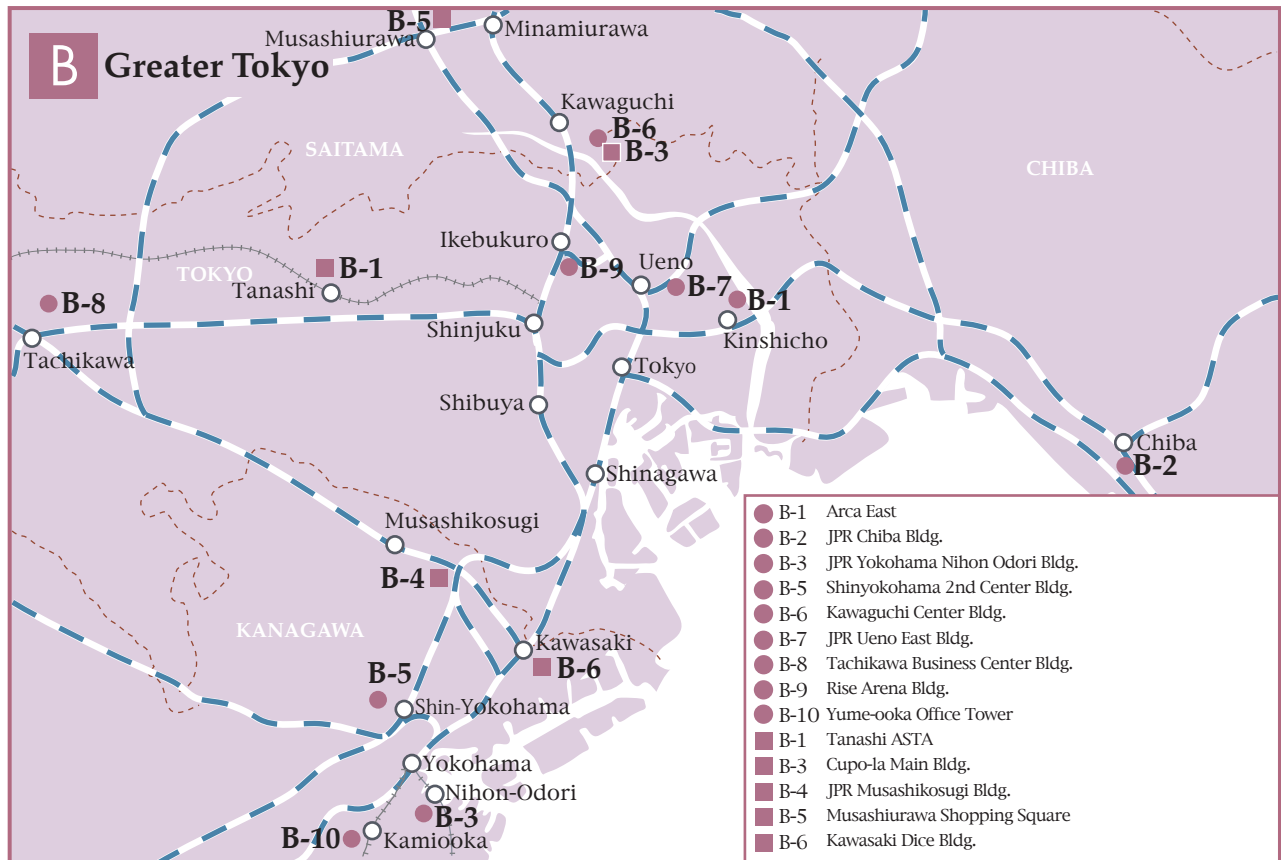 B Greater Tokyo
B-5
Musashiurawa
Minamiurawa
Kawaguchi
B-6
B-3
SAITAMA
CHIBA
Ikebukuro
B-9
Ueno
B-7
B-1
Kinshicho
TOKYO
B-1
Tanashi
B-8
Tachikawa
Shinjuku
Tokyo
Shibuya
Chiba
B-2
Shinagawa
Musashikosugi
B-4
KANAGAWA
Kawasaki
B-6
B-5
Shin-Yokohama
Yokohama
Nihon-Odori
B-3
B-10
Kamiooka
B-1 Arca East
B-2 JPR Chiba Bldg.
B-3 JPR Yokohama Nihon Odori Bldg.
B-5 Shinyokohama 2nd Center Bldg.
B-6 Kawaguchi Center Bldg.
B-7 JPR Ueno East Bldg.
B-8 Tachikawa Business Center Bldg.
B-9 Rise Arena Bldg.
B-10 Yume-ooka Office Tower
B-1 Tanashi ASTA
B-3 Cupo-la Main Bldg.
B-4 JPR Musashikosugi Bldg.
B-5 Musashiurawa Shopping Square
B-6 Kawasaki Dice Bldg.